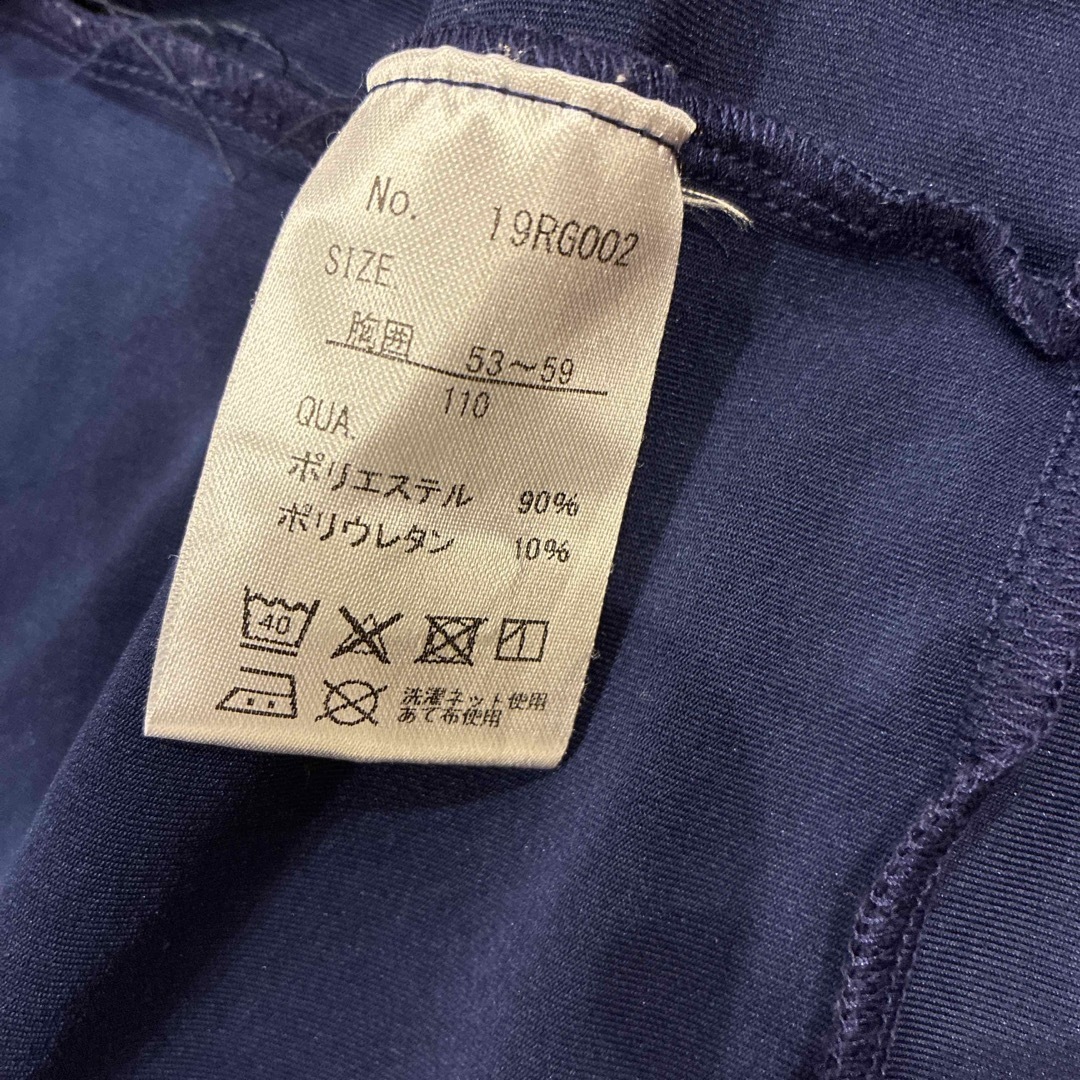 No. 19RG002
SIZE.
胸囲 53～59
110
QUA.
ポリエステル 90%
ポリウレタン 10%
40
洗濯ネット使用
あて布使用